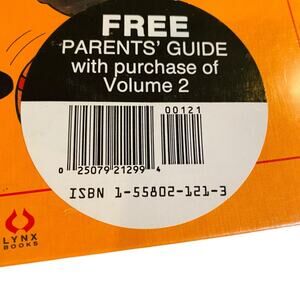 FREE
PARENTS' GUIDE
with purchase of
Volume 2
00121
0 25079 21299 4
ISBN 1-55802-121-3
LYNX
BOOKS